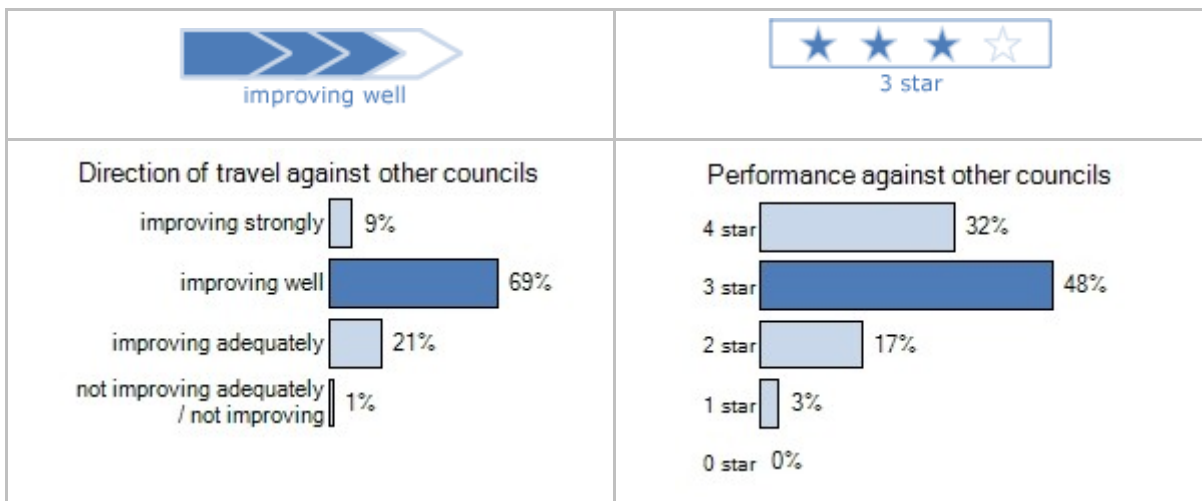 improving well
3 star
Direction of travel against other councils
improving strongly 9%
improving well 69%
improving adequately 21%
not improving adequately
/ not improving 1%
Performance against other councils
4 star 32%
3 star 48%
2 star 17%
1 star 3%
0 star 0%